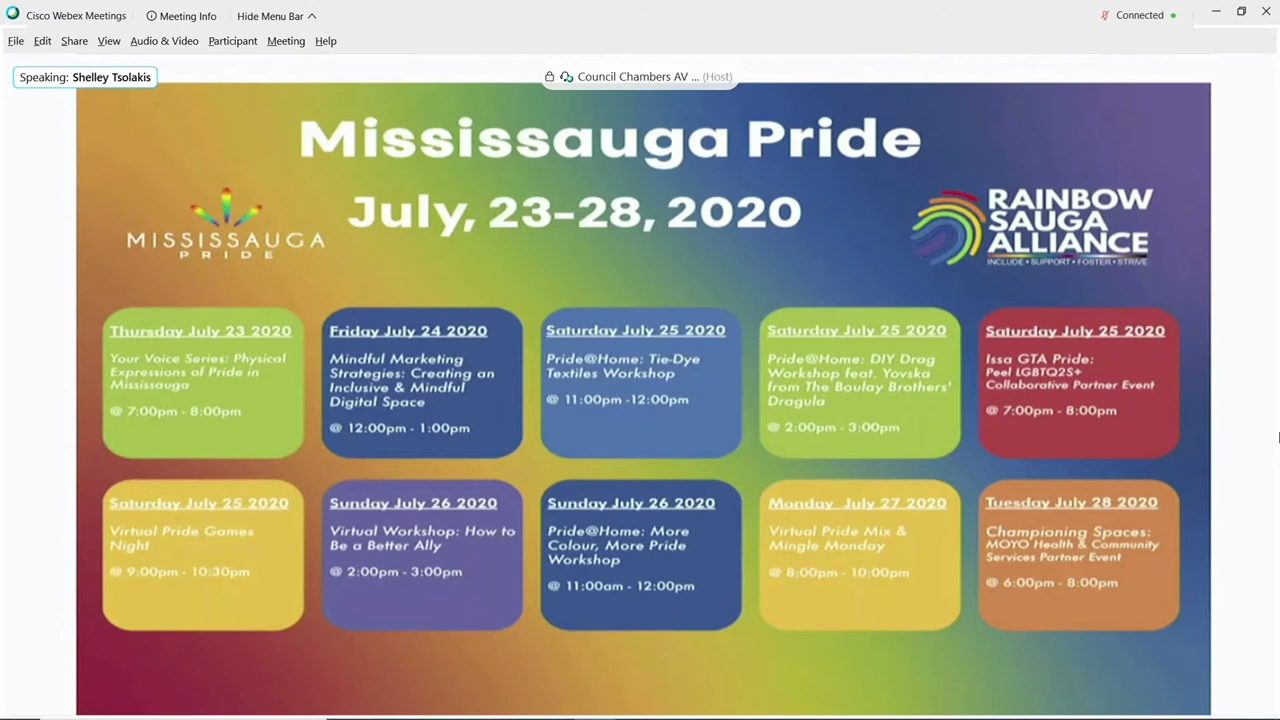 Cisco Webex Meetings
Meeting Info
Hide Menu Bar
Connected
File Edit Share View Audio & Video Participant Meeting Help
Speaking: Shelley Tsolakis
Council Chambers AV ... (Host)
Mississauga Pride
July, 23-28, 2020
MISSISSAUGA
PRIDE
RAINBOW
SAUGA
ALLIANCE
INCLUDE • SUPPORT • FOSTER • STRIVE
Thursday July 23 2020
Your Voice Series: Physical
Expressions of Pride in
Mississauga
@ 7:00pm - 8:00pm
Friday July 24 2020
Mindful Marketing
Strategies: Creating an
Inclusive & Mindful
Digital Space
@ 12:00pm - 1:00pm
Saturday July 25 2020
Pride@Home: Tie-Dye
Textiles Workshop
@ 11:00pm -12:00pm
Saturday July 25 2020
Pride@Home: DIY Drag
Workshop feat. Yovska
from The Boulay Brothers'
Dragula
@ 2:00pm - 3:00pm
Saturday July 25 2020
Issa GTA Pride:
Peel LGBTQ2S+
Collaborative Partner Event
@ 7:00pm - 8:00pm
Saturday July 25 2020
Virtual Pride Games
Night
@ 9:00pm - 10:30pm
Sunday July 26 2020
Virtual Workshop: How to
Be a Better Ally
@ 2:00pm - 3:00pm
Sunday July 26 2020
Pride@Home: More
Colour, More Pride
Workshop
@ 11:00am - 12:00pm
Monday July 27 2020
Virtual Pride Mix &
Mingle Monday
@ 8:00pm - 10:00pm
Tuesday July 28 2020
Championing Spaces:
MOYO Health & Community
Services Partner Event
@ 6:00pm - 8:00pm